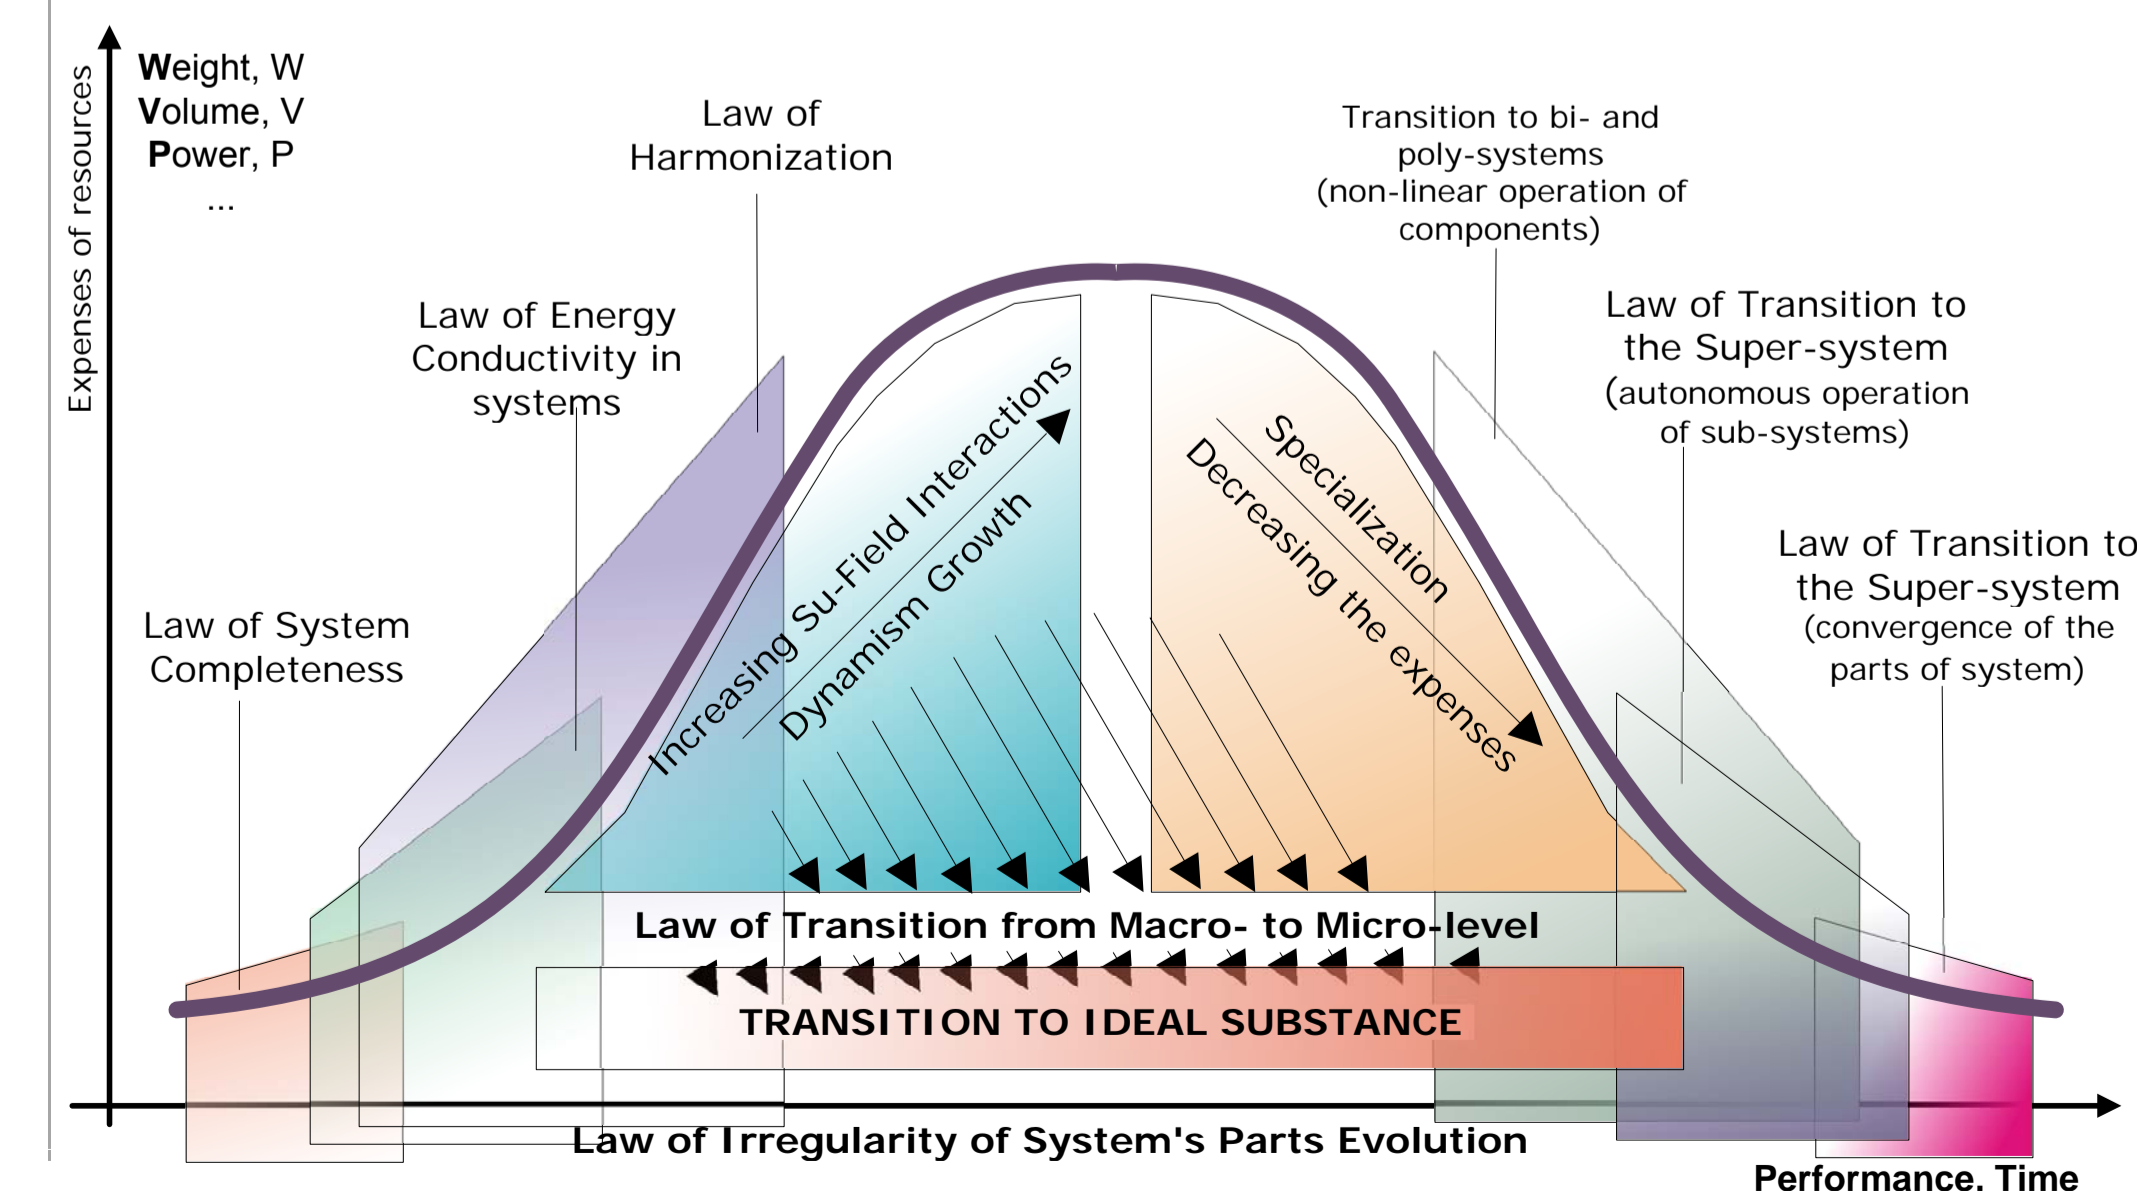 Expenses of resources
Weight, W
Volume, V
Power, P
...
Law of
Harmonization
Transition to bi- and
poly-systems
(non-linear operation of
components)
Law of Energy
Conductivity in
systems
Law of Transition to
the Super-system
(autonomous operation
of sub-systems)
Law of System
Completeness
Law of Transition to
the Super-system
(convergence of the
parts of system)
Increasing Su-Field Interactions
Dynamism Growth
Specialization
Decreasing the expenses
Law of Transition from Macro- to Micro-level
TRANSITION TO IDEAL SUBSTANCE
Law of Irregularity of System's Parts Evolution
Performance, Time